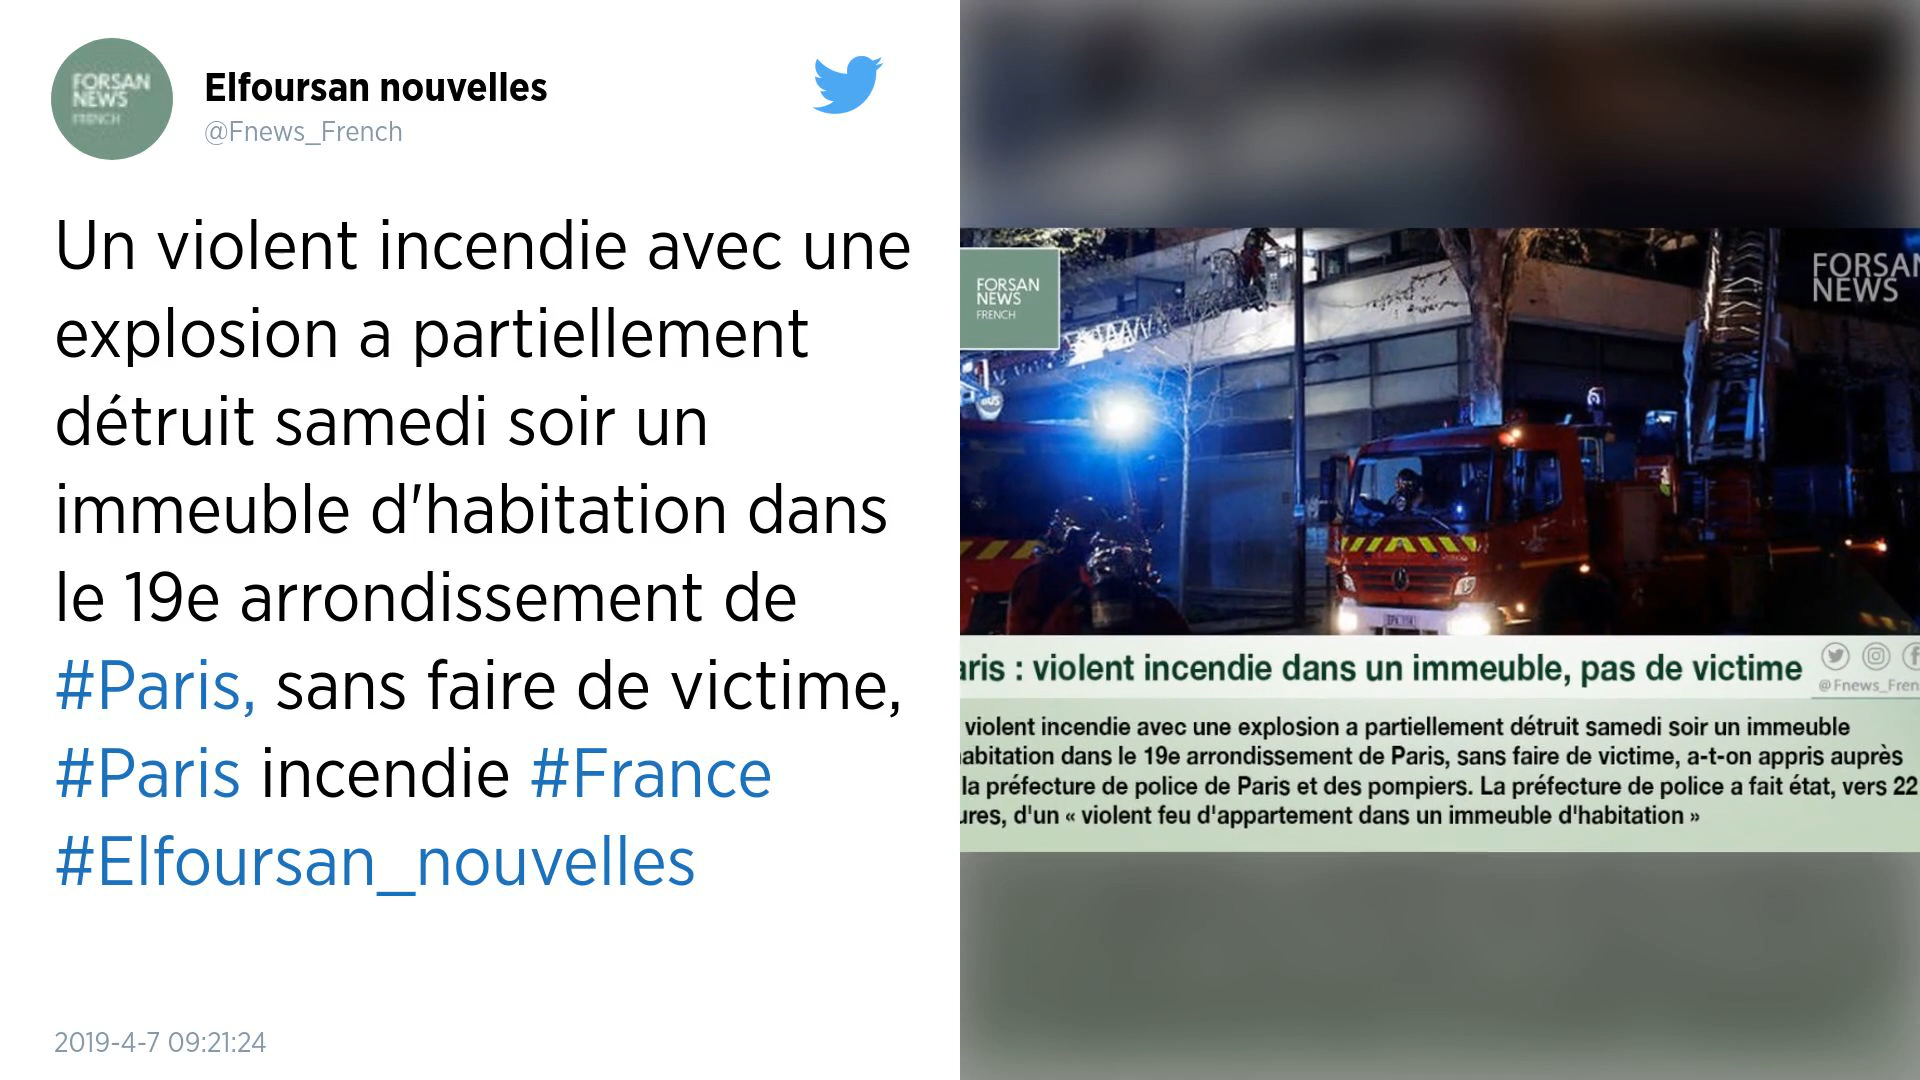 FORSAN
NEWS
FRENCH
Elfoursan nouvelles
@Fnews_French
Un violent incendie avec une
explosion a partiellement
détruit samedi soir un
immeuble d'habitation dans
le 19e arrondissement de
#Paris, sans faire de victime,
#Paris incendie #France
#Elfoursan_nouvelles
2019-4-7 09:21:24
FORSAN
NEWS
FRENCH
FORSAN
NEWS
BUS
aris : violent incendie dans un immeuble, pas de victime
@Fnews_Fren
violent incendie avec une explosion a partiellement détruit samedi soir un immeuble
abitation dans le 19e arrondissement de Paris, sans faire de victime, a-t-on appris auprès
la préfecture de police de Paris et des pompiers. La préfecture de police a fait état, vers 22
ures, d'un « violent feu d'appartement dans un immeuble d'habitation »